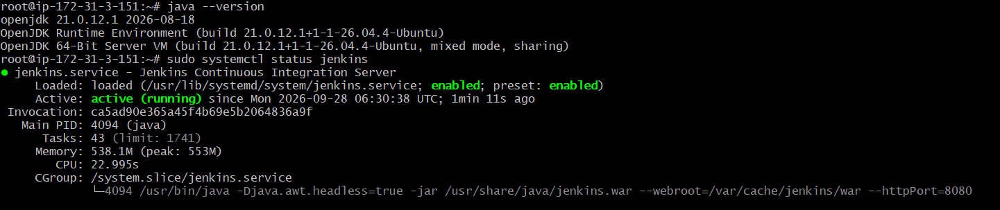 root@ip-172-31-3-151:~# java --version
openjdk 21.0.12.1 2026-08-18
OpenJDK Runtime Environment (build 21.0.12.1+1-1-26.04.4-Ubuntu)
OpenJDK 64-Bit Server VM (build 21.0.12.1+1-1-26.04.4-Ubuntu, mixed mode, sharing)
root@ip-172-31-3-151:~# sudo systemctl status jenkins
● jenkins.service - Jenkins Continuous Integration Server
     Loaded: loaded (/usr/lib/systemd/system/jenkins.service; enabled; preset: enabled)
     Active: active (running) since Mon 2026-09-28 06:30:38 UTC; 1min 11s ago
 Invocation: ca5ad90e365a45f4b69e5b2064836a9f
   Main PID: 4094 (java)
      Tasks: 43 (limit: 1741)
     Memory: 538.1M (peak: 553M)
        CPU: 22.995s
     CGroup: /system.slice/jenkins.service
             └─4094 /usr/bin/java -Djava.awt.headless=true -jar /usr/share/java/jenkins.war --webroot=/var/cache/jenkins/war --httpPort=8080